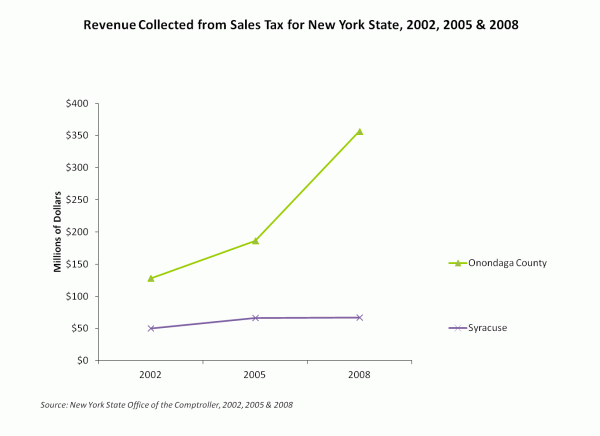 Revenue Collected from Sales Tax for New York State, 2002, 2005 & 2008
$400
$350
$300
$250
$200
$150
$100
$50
$0
Millions of Dollars
2002
2005
2008
Onondaga County
Syracuse
Source: New York State Office of the Comptroller, 2002, 2005 & 2008